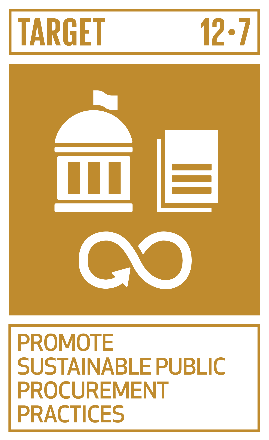 TARGET 12·7
PROMOTE
SUSTAINABLE PUBLIC
PROCUREMENT
PRACTICES